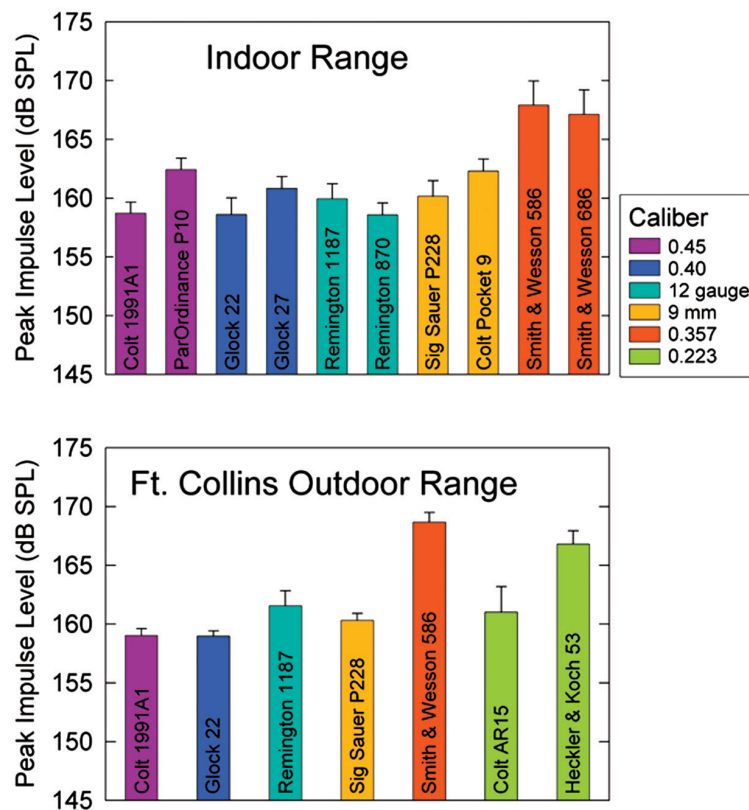 Indoor Range
Peak Impulse Level (dB SPL)
175
170
165
160
155
150
145
Colt 1991A1
ParOrdinance P10
Glock 22
Glock 27
Remington 1187
Remington 870
Sig Sauer P228
Colt Pocket 9
Smith & Wesson 586
Smith & Wesson 686
Caliber
0.45
0.40
12 gauge
9 mm
0.357
0.223
Ft. Collins Outdoor Range
Peak Impulse Level (dB SPL)
175
170
165
160
155
150
145
Colt 1991A1
Glock 22
Remington 1187
Sig Sauer P228
Smith & Wesson 586
Colt AR15
Heckler & Koch 53